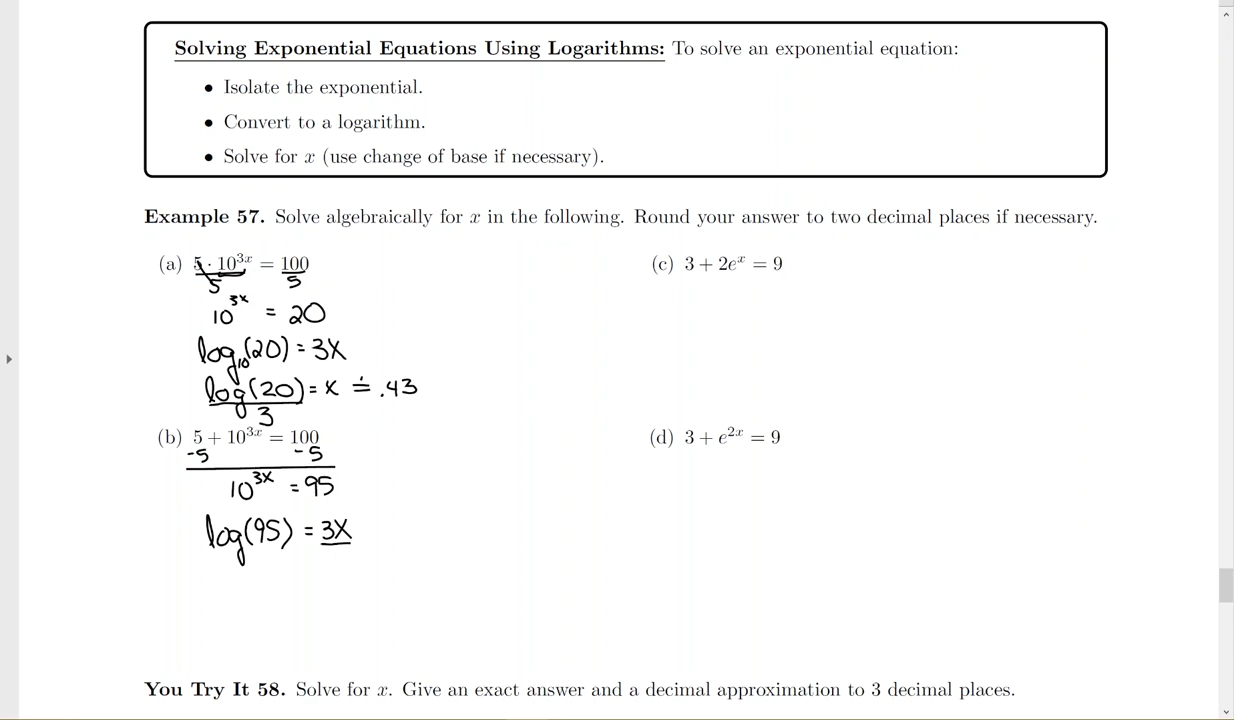 Solving Exponential Equations Using Logarithms: To solve an exponential equation:
• Isolate the exponential.
• Convert to a logarithm.
• Solve for x (use change of base if necessary).
Example 57. Solve algebraically for x in the following. Round your answer to two decimal places if necessary.
(a) 5 · 10^{3x} = 100
5 5
10^{3x} = 20
log_{10}(20) = 3x
log(20)/3 = x ≐ .43
(b) 5 + 10^{3x} = 100
-5 -5
10^{3x} = 95
log(95) = 3x
(c) 3 + 2e^x = 9
(d) 3 + e^{2x} = 9
You Try It 58. Solve for x. Give an exact answer and a decimal approximation to 3 decimal places.